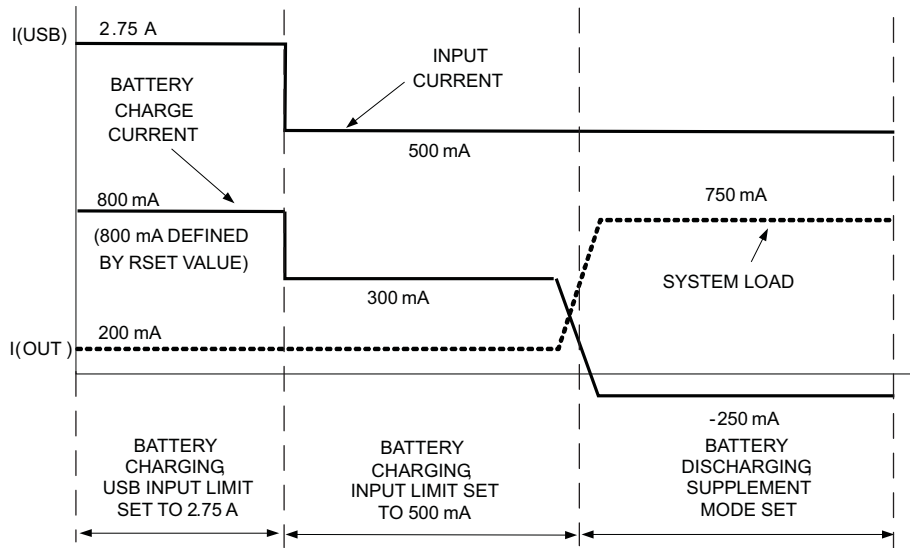 I(USB)
2.75 A
INPUT
CURRENT
BATTERY
CHARGE
CURRENT
500 mA
800 mA
750 mA
(800 mA DEFINED
BY RSET VALUE)
SYSTEM LOAD
300 mA
200 mA
I(OUT)
-250 mA
BATTERY
CHARGING,
USB INPUT LIMIT
SET TO 2.75 A
BATTERY
CHARGING,
INPUT LIMIT SET
TO 500 mA
BATTERY
DISCHARGING,
SUPPLEMENT
MODE SET